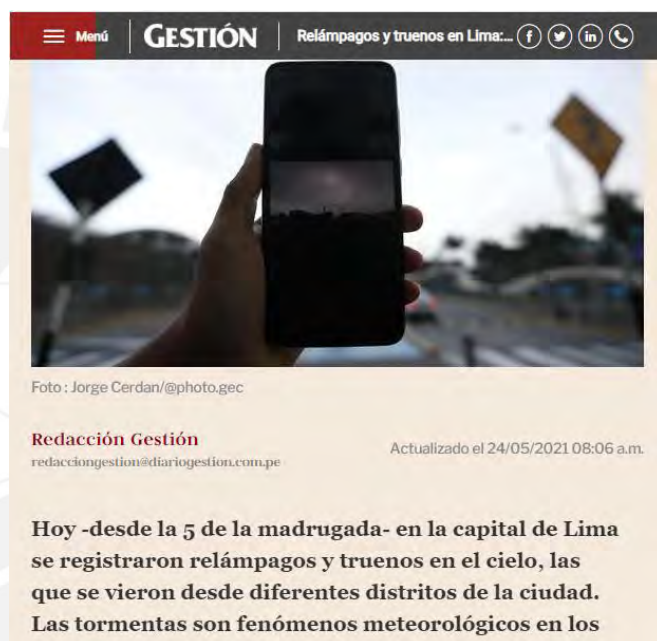 Menú
GESTIÓN
Relámpagos y truenos en Lima:...
Foto : Jorge Cerdan/@photo.gec
Redacción Gestión
Actualizado el 24/05/2021 08:06 a.m.
redacciongestion@diariogestion.com.pe
Hoy -desde la 5 de la madrugada- en la capital de Lima
se registraron relámpagos y truenos en el cielo, las
que se vieron desde diferentes distritos de la ciudad.
Las tormentas son fenómenos meteorológicos en los